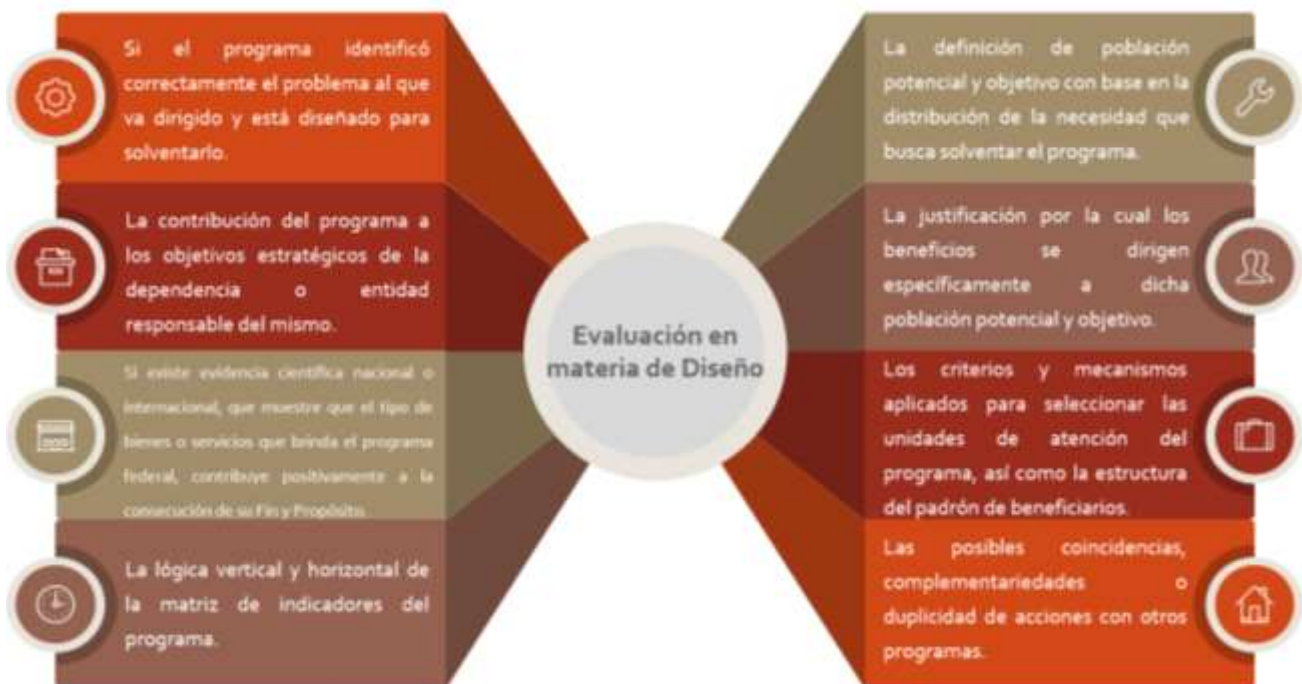 Si el programa identificó
correctamente el problema al que
va dirigido y está diseñado para
solventarlo.
La contribución del programa a
los objetivos estratégicos de la
dependencia o entidad
responsable del mismo.
Si existe evidencia científica nacional o
internacional, que muestre que el tipo de
bienes o servicios que brinda el programa
federal, contribuye positivamente a la
consecución de su Fin y Propósito.
La lógica vertical y horizontal de
la matriz de indicadores del
programa.
Evaluación en
materia de Diseño
La definición de población
potencial y objetivo con base en la
distribución de la necesidad que
busca solventar el programa.
La justificación por la cual los
beneficios se dirigen
específicamente a dicha
población potencial y objetivo.
Los criterios y mecanismos
aplicados para seleccionar las
unidades de atención del
programa, así como la estructura
del padrón de beneficiarios.
Las posibles coincidencias,
complementariedades o
duplicidad de acciones con otros
programas.